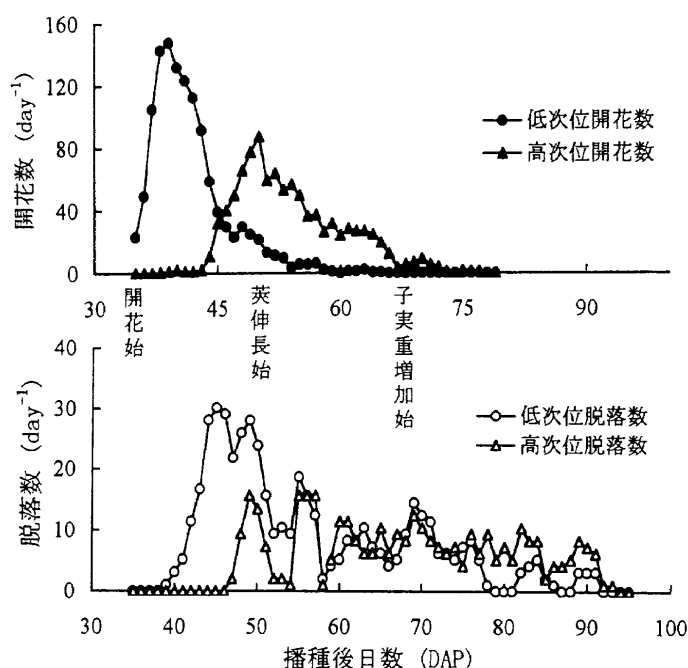 160
120
80
40
0
開花数 (day⁻¹)
低次位開花数
高次位開花数
30 45 60 75 90
開花始
莢伸長始
子実重増加始
40
30
20
10
0
脱落数 (day⁻¹)
低次位脱落数
高次位脱落数
30 40 50 60 70 80 90 100
播種後日数 (DAP)